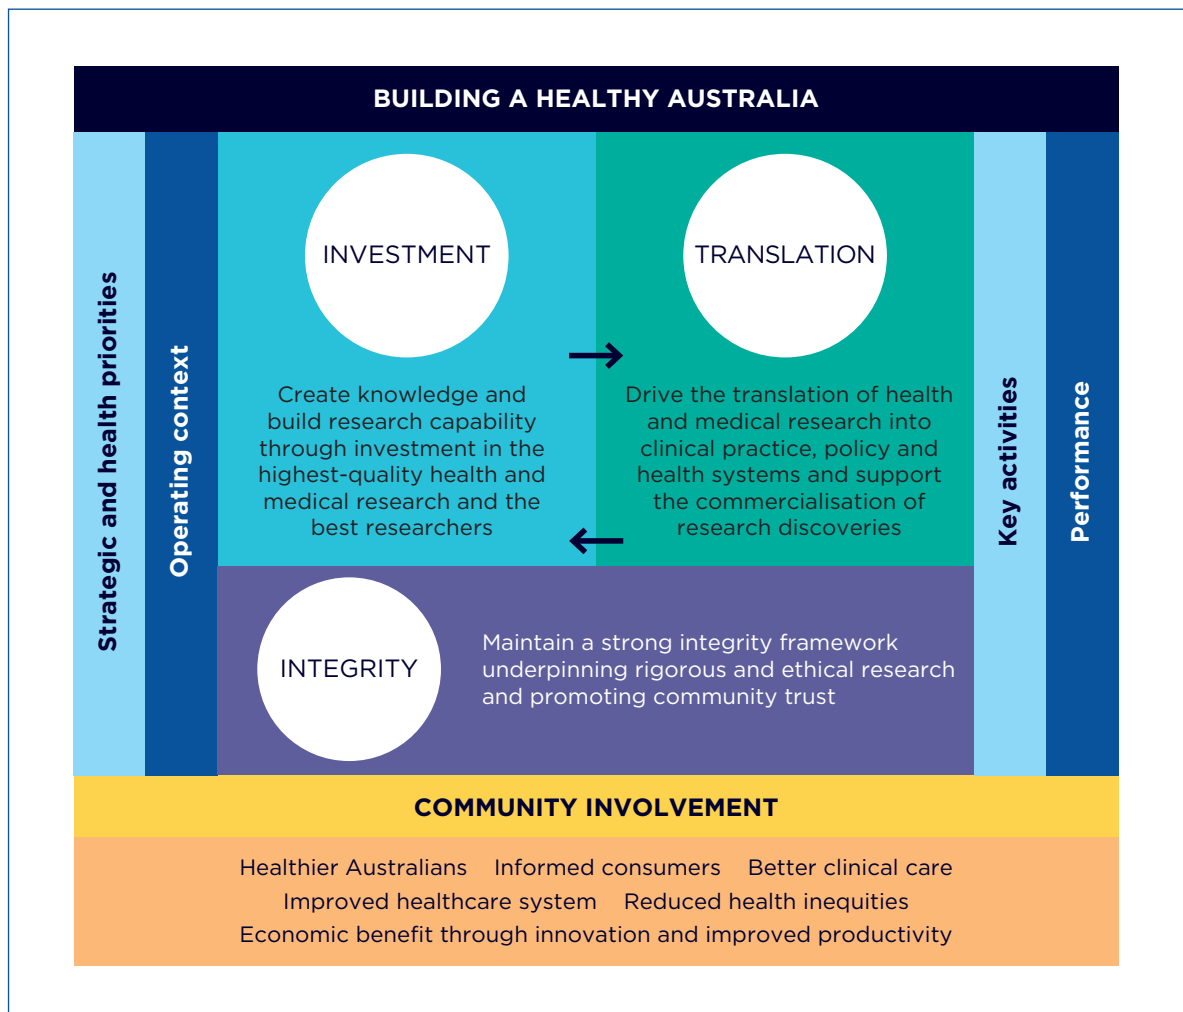 BUILDING A HEALTHY AUSTRALIA
Strategic and health priorities
Operating context
INVESTMENT
Create knowledge and
build research capability
through investment in the
highest-quality health and
medical research and the
best researchers
TRANSLATION
Drive the translation of health
and medical research into
clinical practice, policy and
health systems and support
the commercialisation of
research discoveries
INTEGRITY
Maintain a strong integrity framework
underpinning rigorous and ethical research
and promoting community trust
Key activities
Performance
COMMUNITY INVOLVEMENT
Healthier Australians Informed consumers Better clinical care
Improved healthcare system Reduced health inequities
Economic benefit through innovation and improved productivity